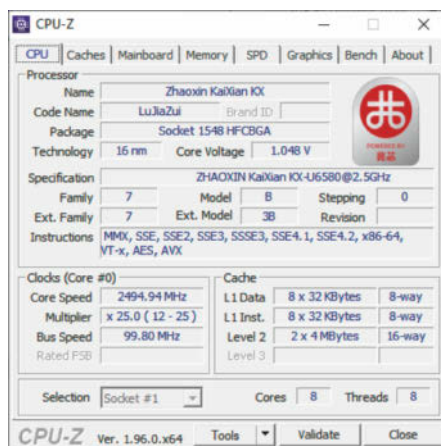 CPU-Z
CPU Caches Mainboard Memory SPD Graphics Bench About
Processor
Name Zhaoxin KaiXian KX
Code Name LuJiaZui Brand ID
Package Socket 1548 HFCBGA
Technology 16 nm Core Voltage 1.048 V
POWERED BY
Specification ZHAOXIN KaiXian KX-U6580@2.5GHz
Family 7 Model B Stepping 0
Ext. Family 7 Ext. Model 3B Revision
Instructions MMX, SSE, SSE2, SSE3, SSSE3, SSE4.1, SSE4.2, x86-64,
VT-x, AES, AVX
Clocks (Core #0)
Core Speed 2494.94 MHz
Multiplier x 25.0 ( 12 - 25 )
Bus Speed 99.80 MHz
Rated FSB
Cache
L1 Data 8 x 32 KBytes 8-way
L1 Inst. 8 x 32 KBytes 8-way
Level 2 2 x 4 MBytes 16-way
Level 3
Selection Socket #1 Cores 8 Threads 8
CPU-Z Ver. 1.96.0.x64 Tools Validate Close